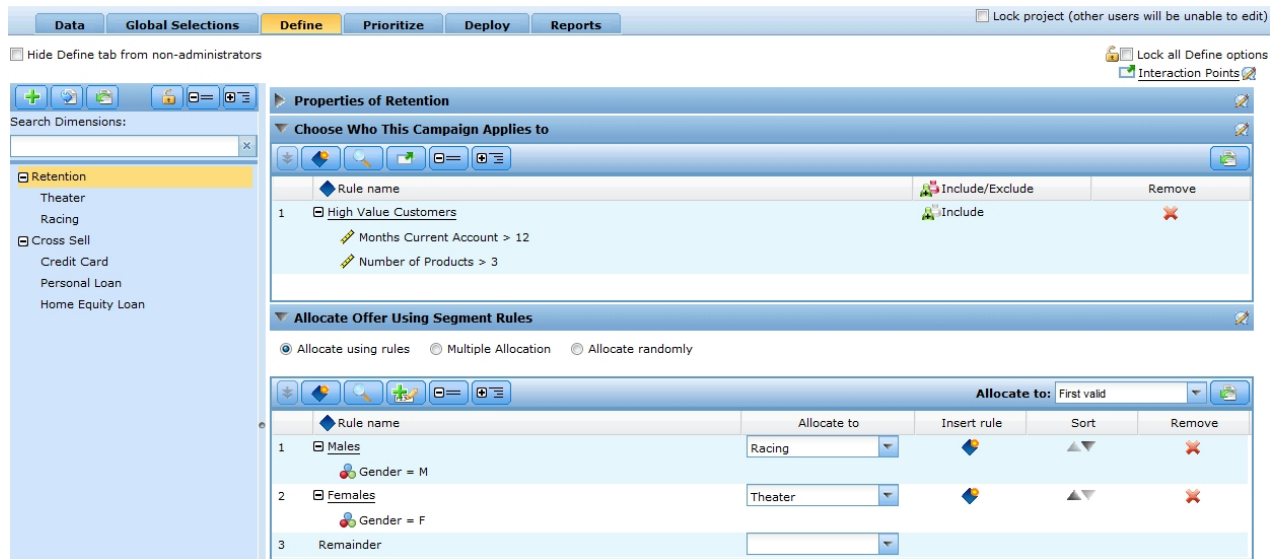 Data Global Selections Define Prioritize Deploy Reports
Lock project (other users will be unable to edit)
Hide Define tab from non-administrators
Lock all Define options
Interaction Points
Search Dimensions:
Retention
Theater
Racing
Cross Sell
Credit Card
Personal Loan
Home Equity Loan
Properties of Retention
Choose Who This Campaign Applies to
Rule name Include/Exclude Remove
1 High Value Customers Include
Months Current Account > 12
Number of Products > 3
Allocate Offer Using Segment Rules
Allocate using rules Multiple Allocation Allocate randomly
Allocate to: First valid
Rule name Allocate to Insert rule Sort Remove
1 Males Racing
Gender = M
2 Females Theater
Gender = F
3 Remainder